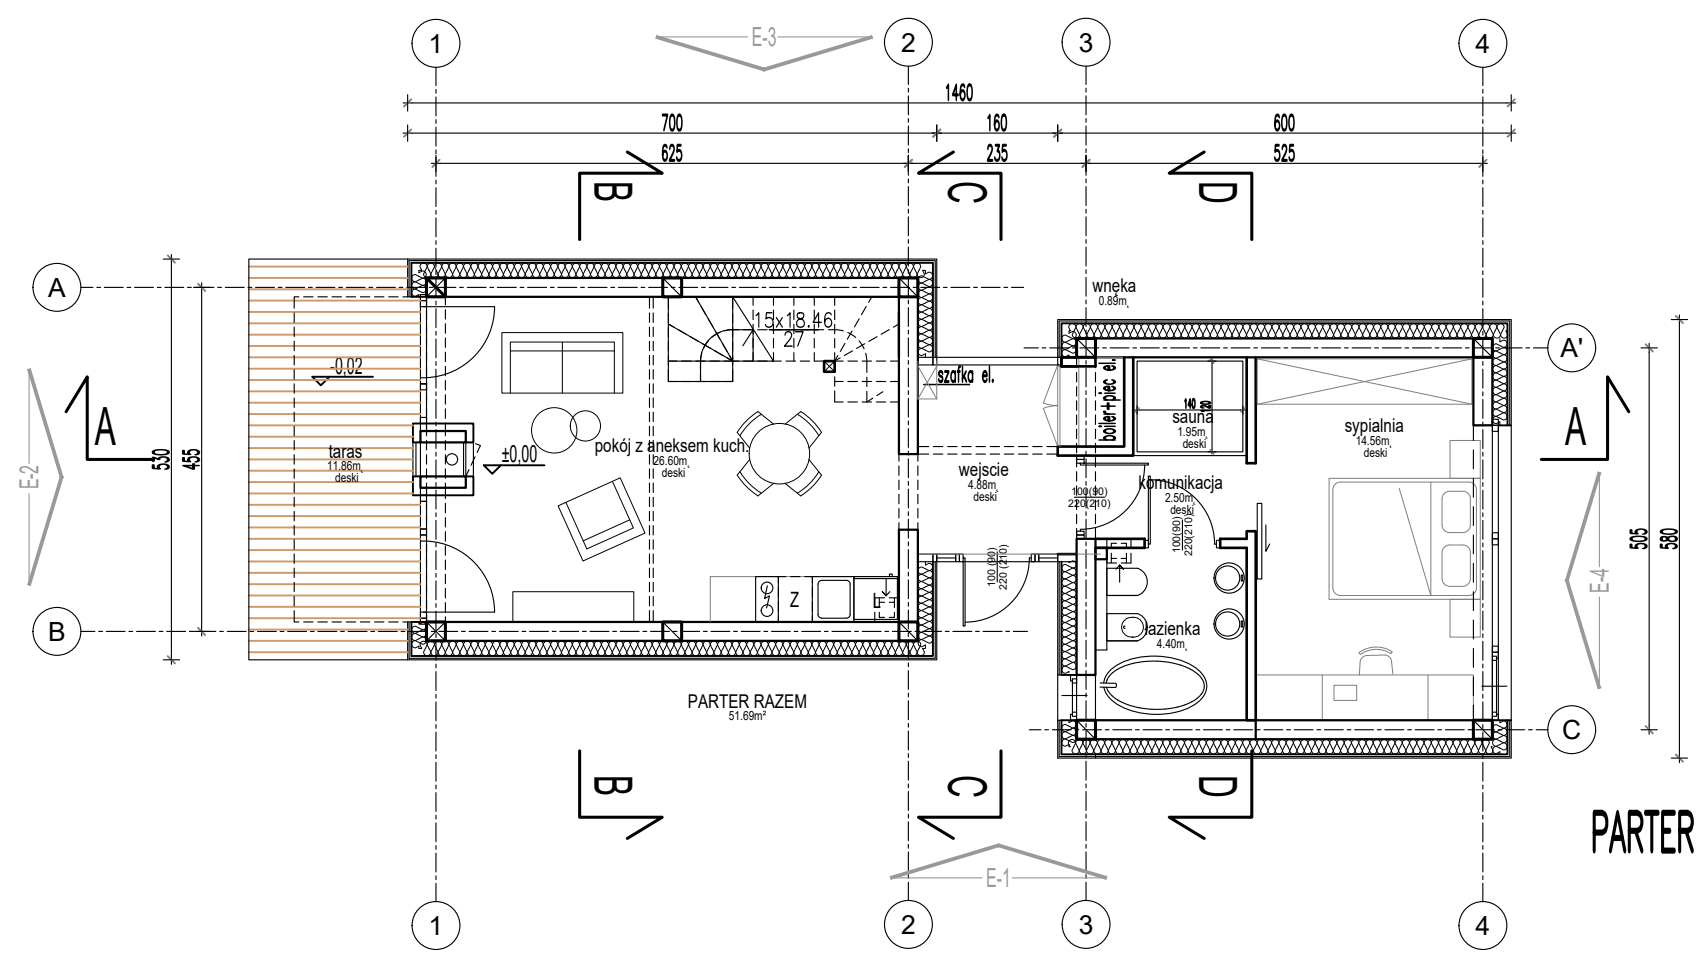 1
2
3
4
E-3
1460
700
160
600
625
235
525
B
C
D
A
A'
wnęka
0.89m
15x18.46
27
-0,02
szafka el.
boiler+piec el.
140
120
sauna
1.95m
deski
sypialnia
14.56m
deski
A
A
E-2
530
455
taras
11.86m
deski
±0,00
pokój z aneksem kuch.
26.60m
deski
wejscie
4.88m
deski
komunikacja
2.50m
deski
100(90)
220(210)
100(90)
220(210)
100 (90)
220 (210)
505
580
E-4
Z
B
łazienka
4.40m
PARTER RAZEM
51.69m²
C
B
C
D
PARTER
E-1
1
2
3
4